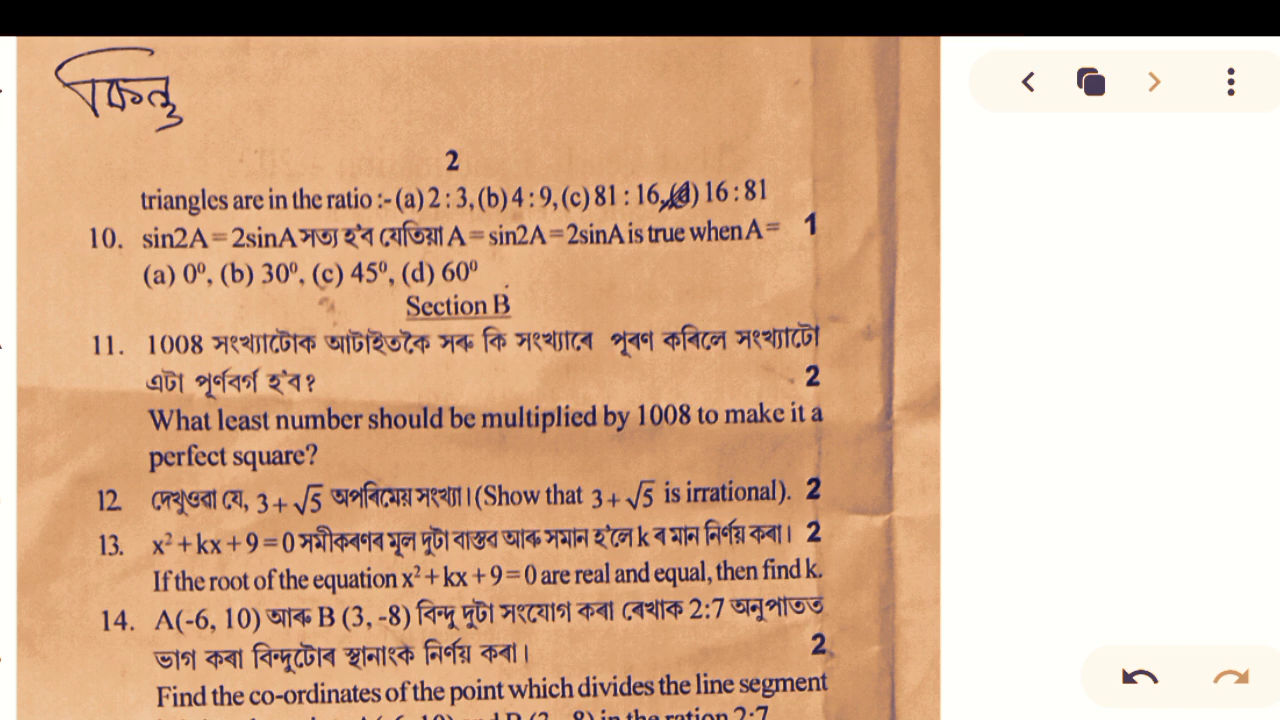 কিন্তু
2
triangles are in the ratio :- (a) 2 : 3, (b) 4 : 9, (c) 81 : 16, (d) 16 : 81
10. sin2A = 2sinA সত্য হ'ব যেতিয়া A = sin2A = 2sinA is true when A = 1
(a) 0⁰, (b) 30⁰, (c) 45⁰, (d) 60⁰
Section B
11. 1008 সংখ্যাটোক আটাইতকৈ সৰু কি সংখ্যাৰে পূৰণ কৰিলে সংখ্যাটো
এটা পূৰ্ণবৰ্গ হ'ব? 2
What least number should be multiplied by 1008 to make it a
perfect square?
12. দেখুওৱা যে, 3 + √5 অপৰিমেয় সংখ্যা। (Show that 3 + √5 is irrational). 2
13. x² + kx + 9 = 0 সমীকৰণৰ মূল দুটা বাস্তৱ আৰু সমান হ'লে k ৰ মান নিৰ্ণয় কৰা। 2
If the root of the equation x² + kx + 9 = 0 are real and equal, then find k.
14. A(-6, 10) আৰু B (3, -8) বিন্দু দুটা সংযোগ কৰা ৰেখাক 2:7 অনুপাতত
ভাগ কৰা বিন্দুটোৰ স্থানাংক নিৰ্ণয় কৰা। 2
Find the co-ordinates of the point which divides the line segment
in the ration 2:7